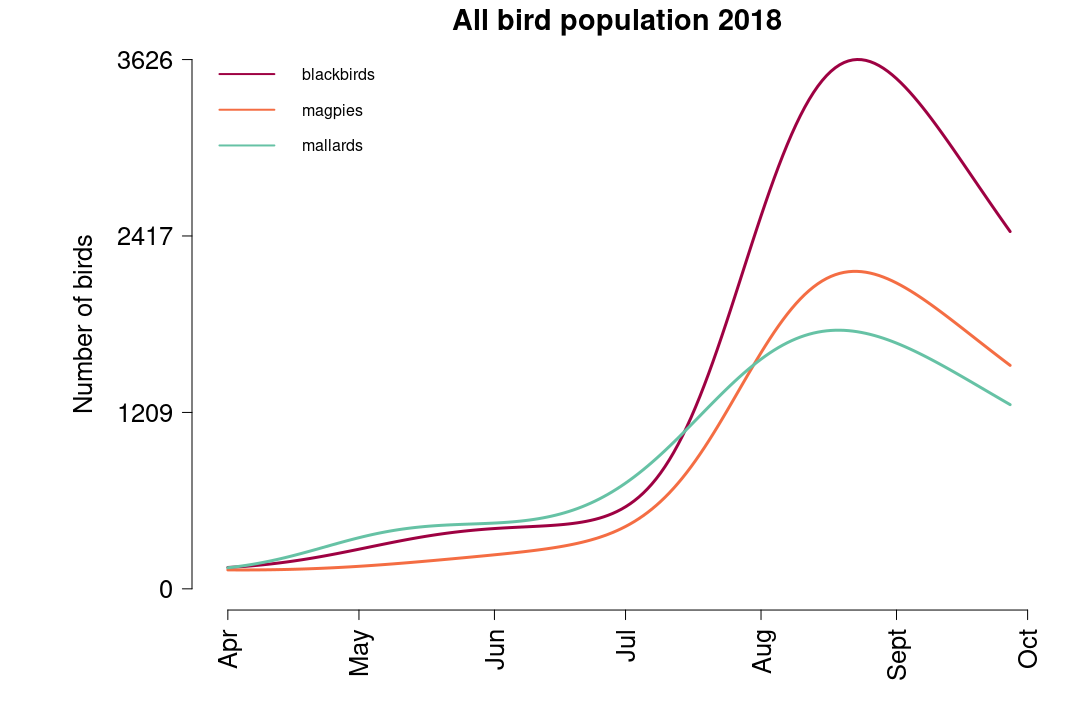 All bird population 2018
3626
2417
1209
0
Number of birds
blackbirds
magpies
mallards
Apr
May
Jun
Jul
Aug
Sept
Oct